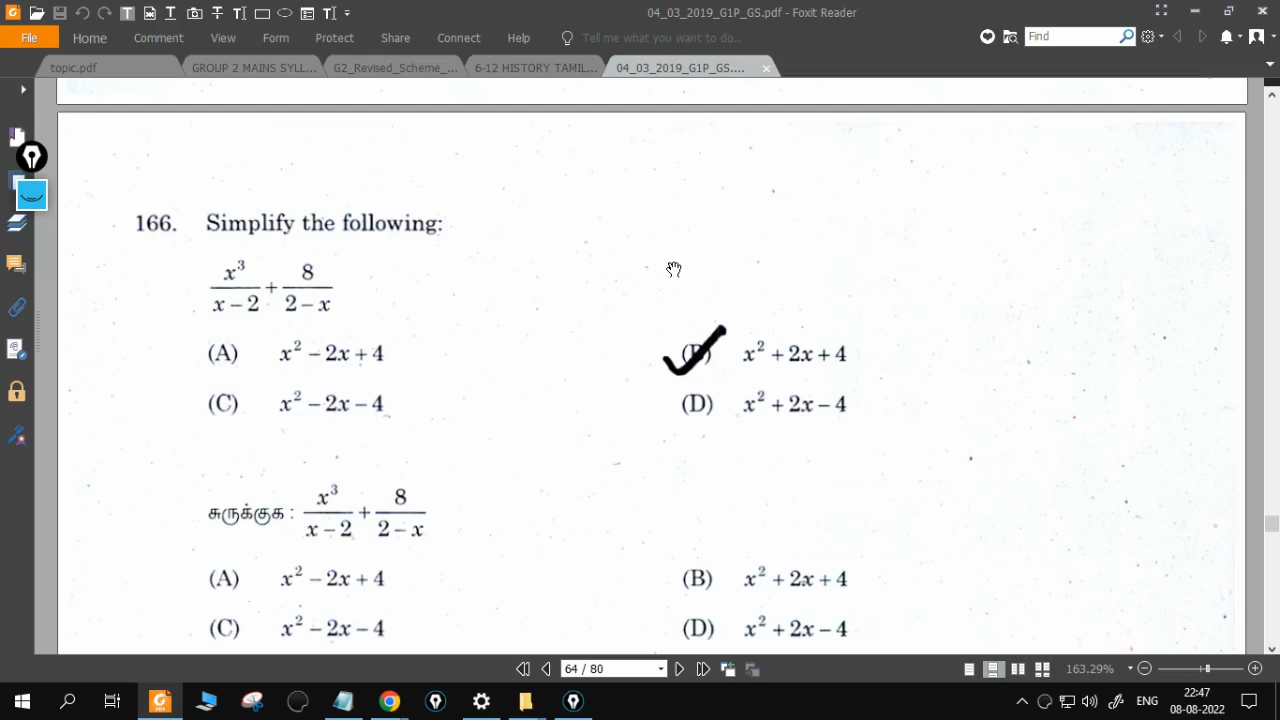 04_03_2019_G1P_GS.pdf - Foxit Reader
File Home Comment View Form Protect Share Connect Help Tell me what you want to do.. Find
topic.pdf GROUP 2 MAINS SYLL... G2_Revised_Scheme_... 6-12 HISTORY TAMIL... 04_03_2019_G1P_GS....
166. Simplify the following:
x³/(x – 2) + 8/(2 – x)
(A) x² – 2x + 4 (B) x² + 2x + 4
(C) x² – 2x – 4 (D) x² + 2x – 4
சுருக்குக : x³/(x – 2) + 8/(2 – x)
(A) x² – 2x + 4 (B) x² + 2x + 4
(C) x² – 2x – 4 (D) x² + 2x – 4
64 / 80 163.29%
ENG 22:47
08-08-2022